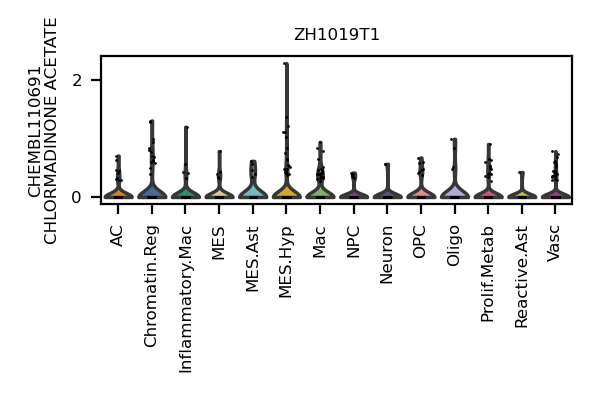 ZH1019T1
CHEMBL110691
CHLORMADINONE ACETATE
2
0
AC
Chromatin.Reg
Inflammatory.Mac
MES
MES.Ast
MES.Hyp
Mac
NPC
Neuron
OPC
Oligo
Prolif.Metab
Reactive.Ast
Vasc